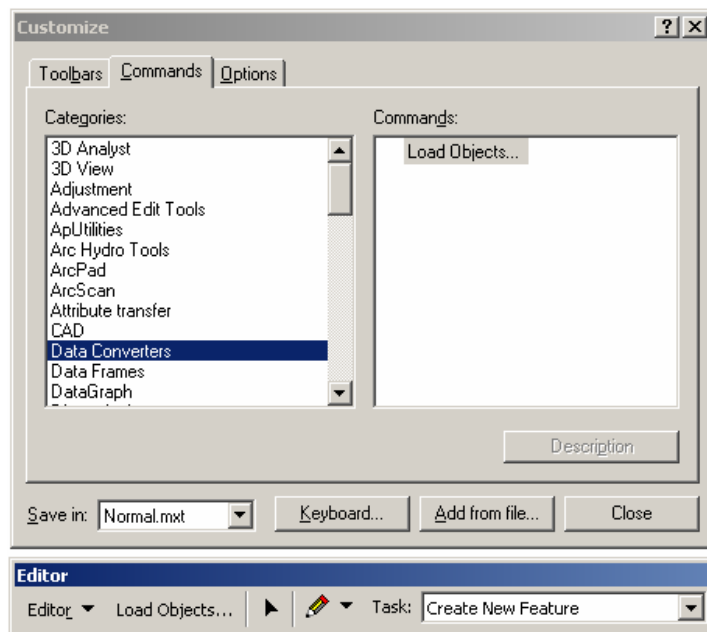 Customize
Toolbars Commands Options
Categories: Commands:
3D Analyst
3D View
Adjustment
Advanced Edit Tools
ApUtilities
Arc Hydro Tools
ArcPad
ArcScan
Attribute transfer
CAD
Data Converters
Data Frames
DataGraph
Load Objects...
Description
Save in: Normal.mxt Keyboard... Add from file... Close
Editor
Editor Load Objects... Task: Create New Feature